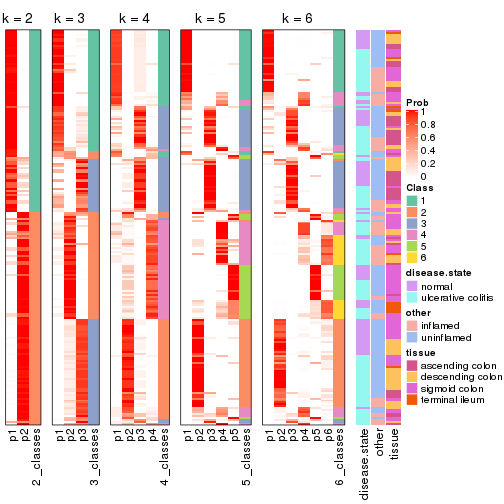 k = 2 k = 3 k = 4 k = 5 k = 6
Prob
1
0.8
0.6
0.4
0.2
0
Class
1
2
3
4
5
6
disease.state
normal
ulcerative colitis
other
inflamed
uninflamed
tissue
ascending colon
descending colon
sigmoid colon
terminal ileum
p1 p2 2_classes p1 p2 p3 3_classes p1 p2 p3 p4 4_classes p1 p2 p3 p4 p5 5_classes p1 p2 p3 p4 p5 p6 6_classes disease.state other tissue